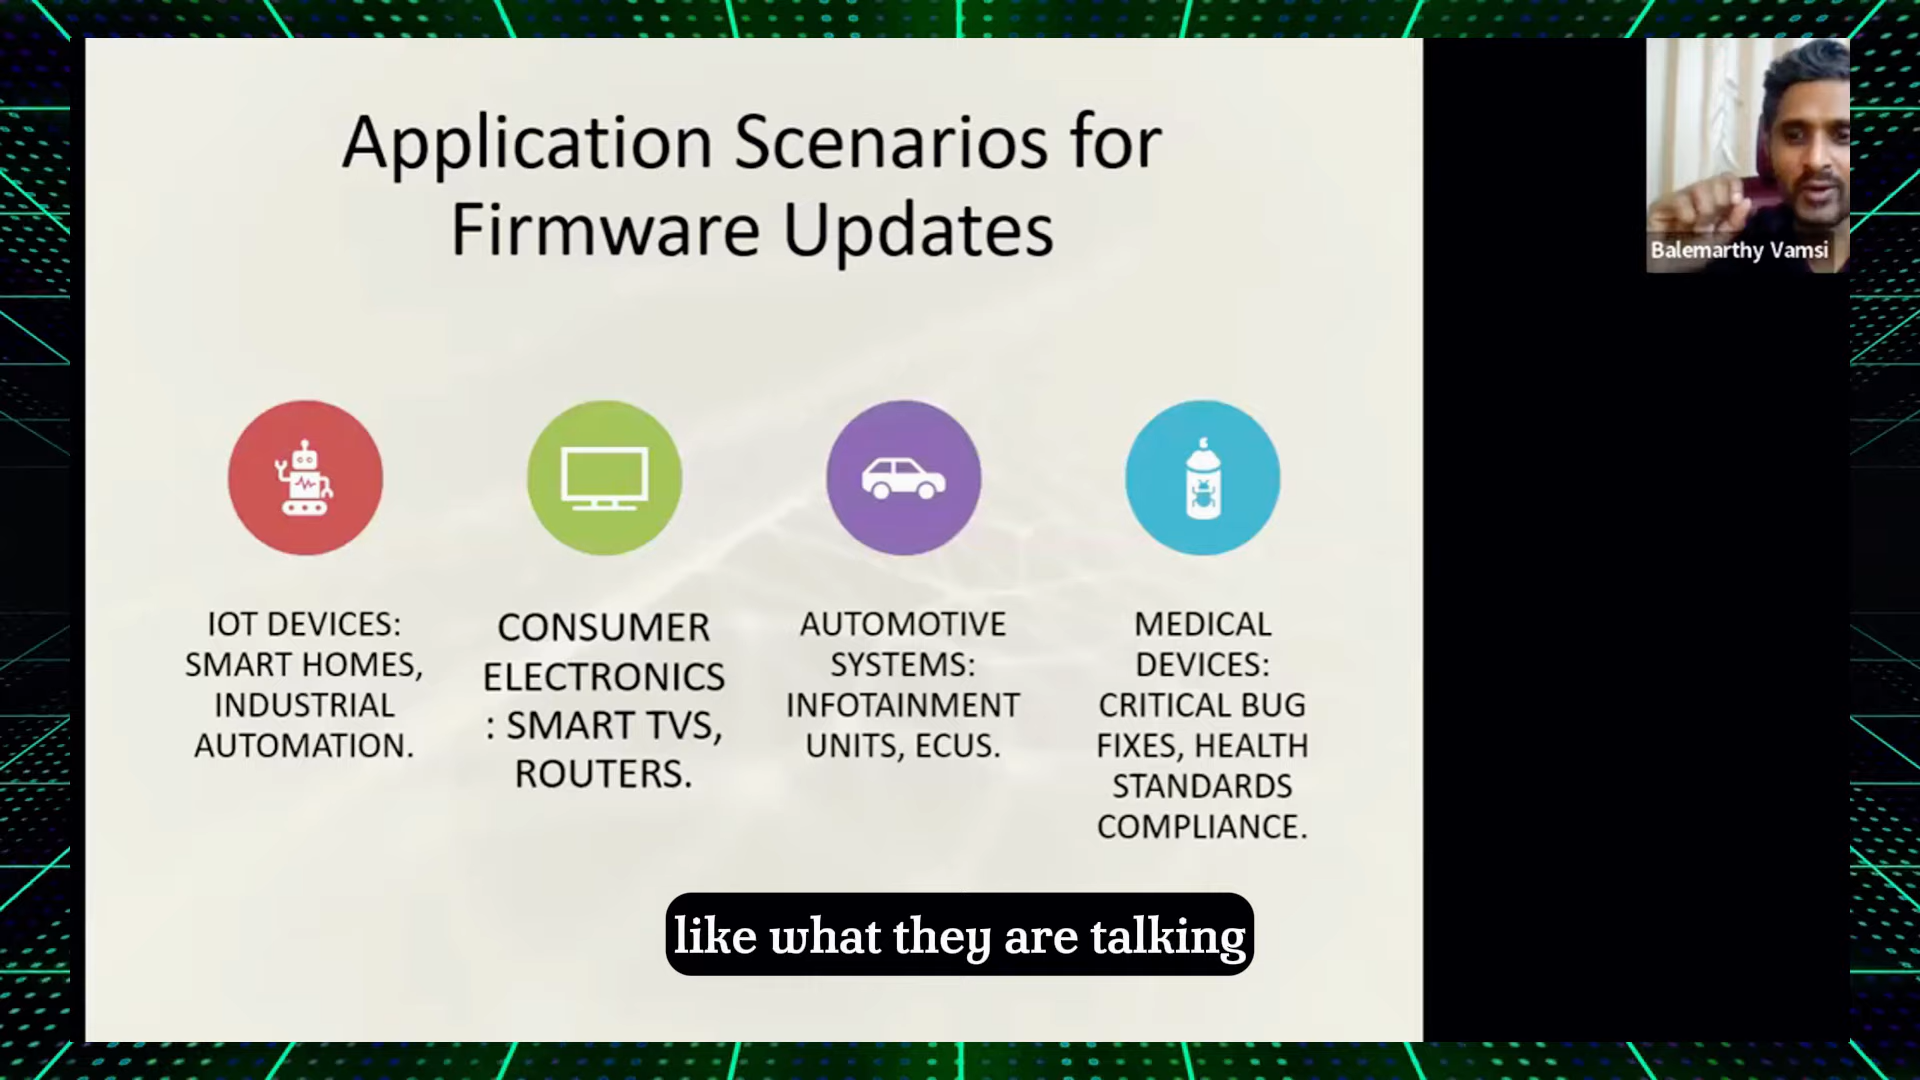 Application Scenarios for
Firmware Updates
Balemarthy Vamsi
IOT DEVICES:
SMART HOMES,
INDUSTRIAL
AUTOMATION.
CONSUMER
ELECTRONICS
: SMART TVS,
ROUTERS.
AUTOMOTIVE
SYSTEMS:
INFOTAINMENT
UNITS, ECUS.
MEDICAL
DEVICES:
CRITICAL BUG
FIXES, HEALTH
STANDARDS
COMPLIANCE.
like what they are talking